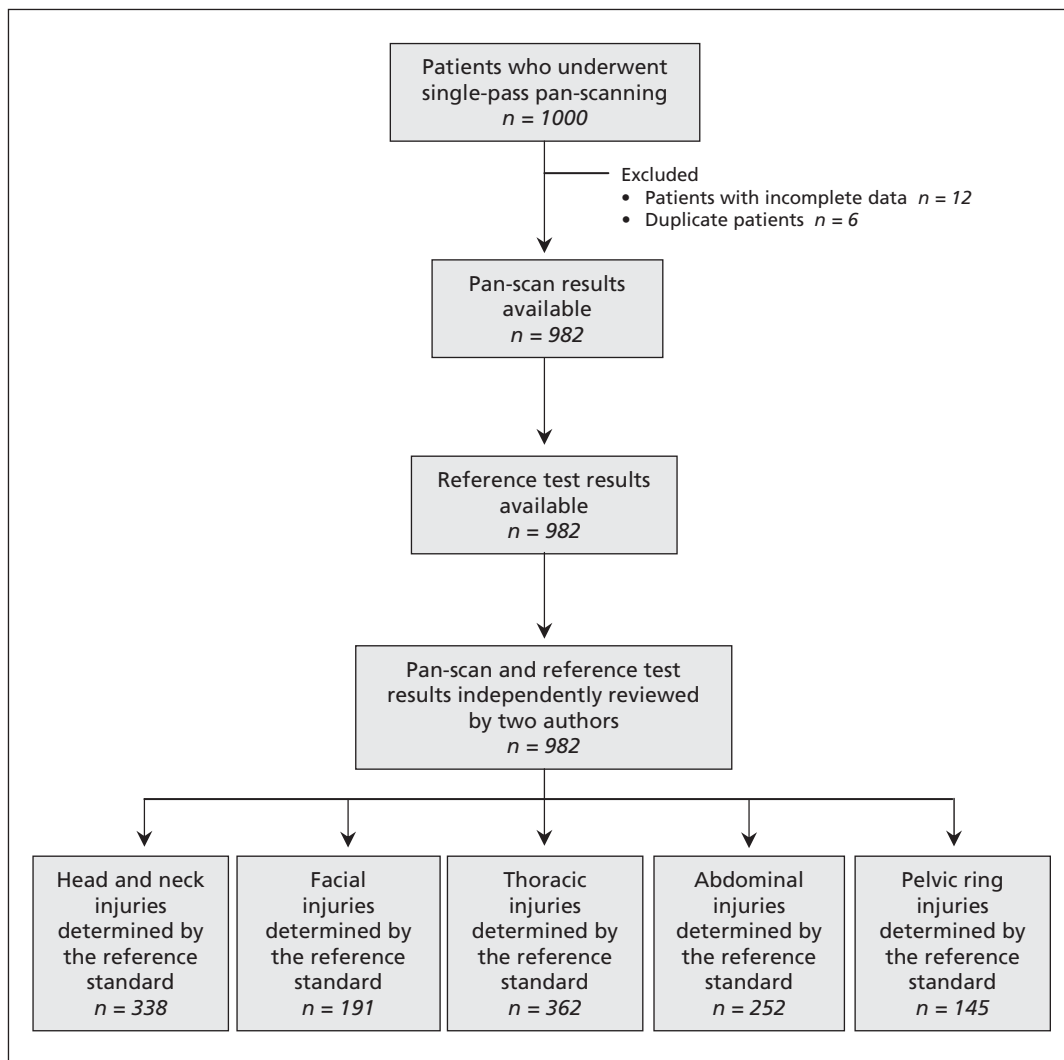 Patients who underwent
single-pass pan-scanning
n = 1000
Excluded
• Patients with incomplete data n = 12
• Duplicate patients n = 6
Pan-scan results
available
n = 982
Reference test results
available
n = 982
Pan-scan and reference test
results independently reviewed
by two authors
n = 982
Head and neck
injuries
determined by
the reference
standard
n = 338
Facial
injuries
determined by
the reference
standard
n = 191
Thoracic
injuries
determined by
the reference
standard
n = 362
Abdominal
injuries
determined by
the reference
standard
n = 252
Pelvic ring
injuries
determined by
the reference
standard
n = 145